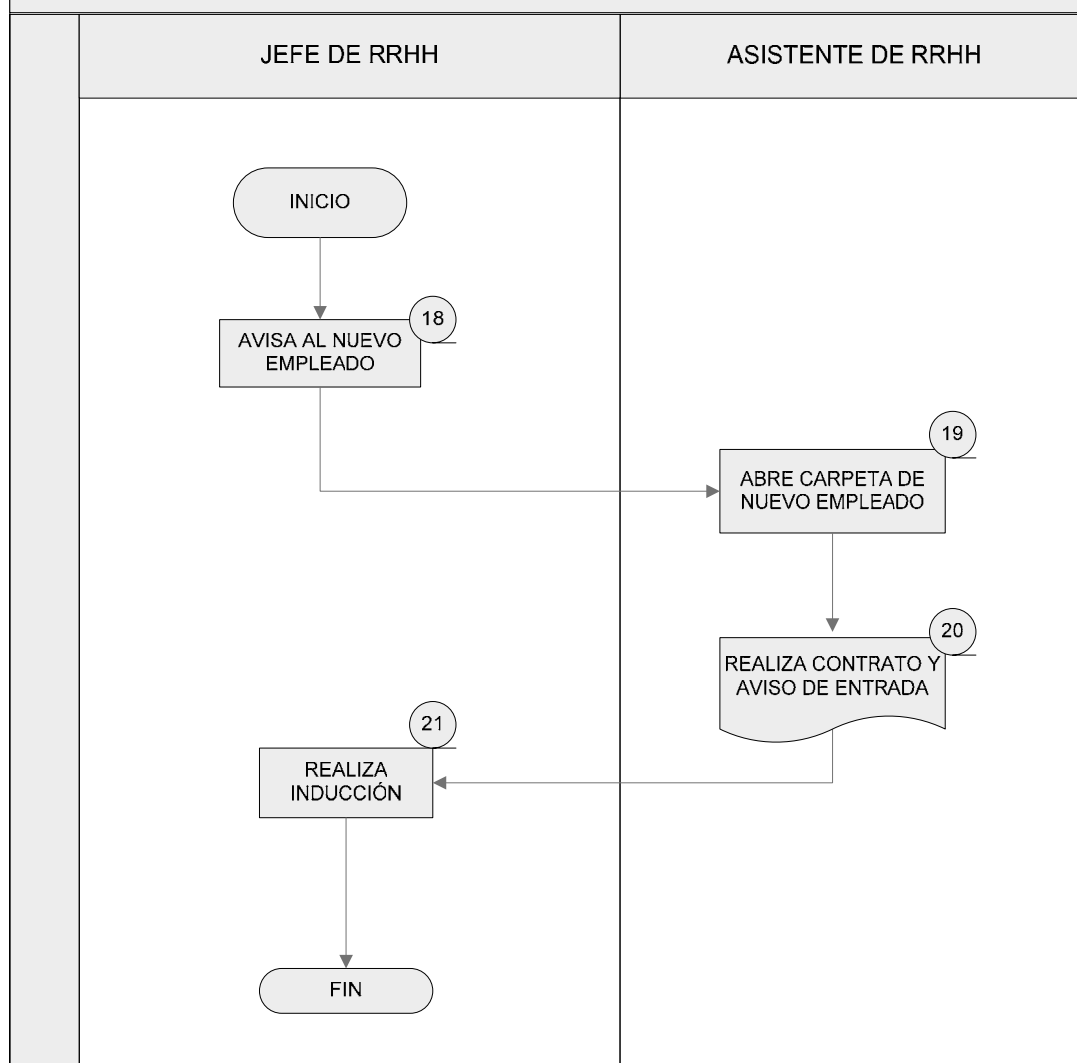 JEFE DE RRHH
ASISTENTE DE RRHH
INICIO
18
AVISA AL NUEVO
EMPLEADO
19
ABRE CARPETA DE
NUEVO EMPLEADO
20
REALIZA CONTRATO Y
AVISO DE ENTRADA
21
REALIZA
INDUCCIÓN
FIN